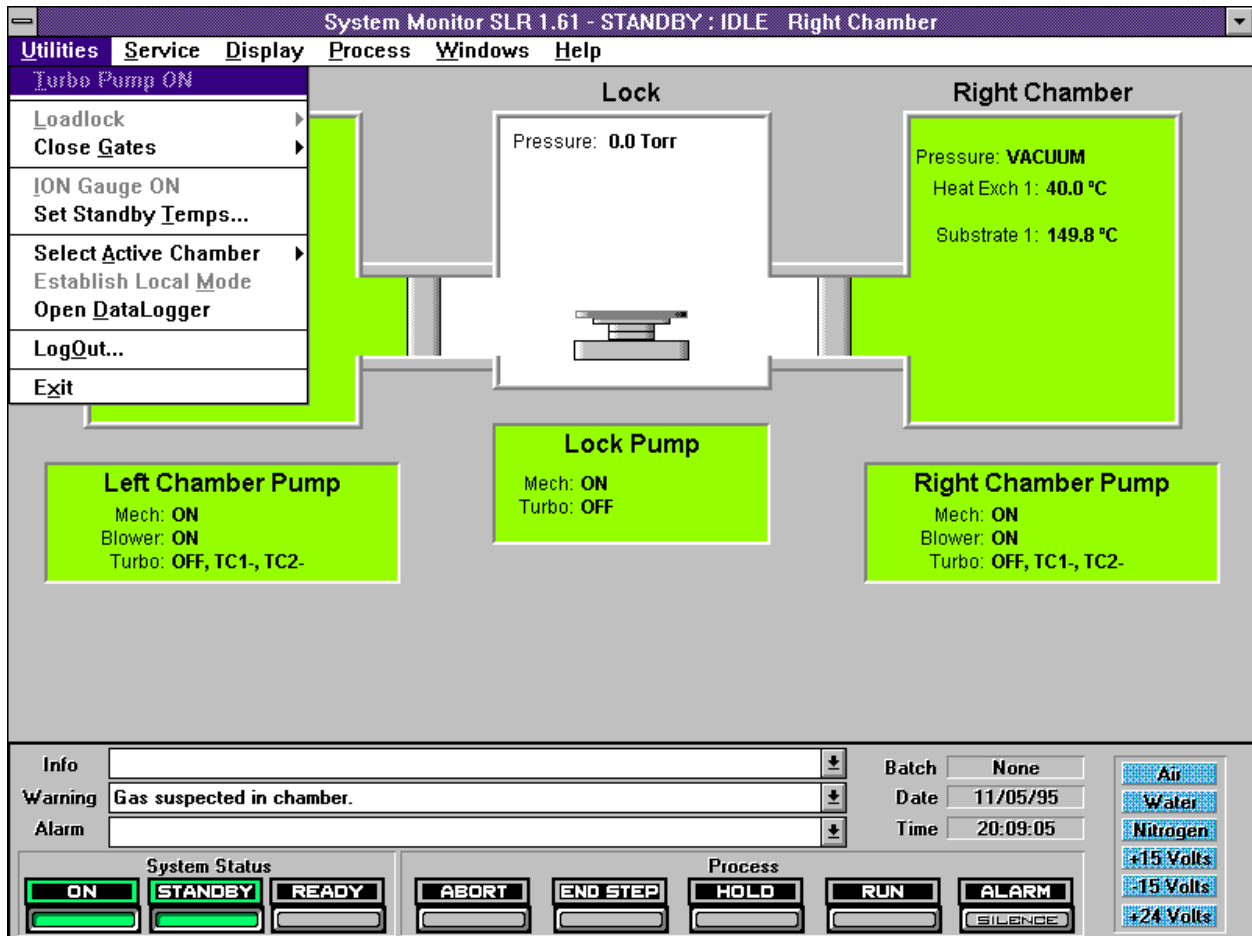 System Monitor SLR 1.61 - STANDBY : IDLE Right Chamber
Utilities Service Display Process Windows Help
Turbo Pump ON
Loadlock
Close Gates
ION Gauge ON
Set Standby Temps...
Select Active Chamber
Establish Local Mode
Open DataLogger
LogOut...
Exit
Lock
Pressure: 0.0 Torr
Right Chamber
Pressure: VACUUM
Heat Exch 1: 40.0 ºC
Substrate 1: 149.8 ºC
Left Chamber Pump
Mech: ON
Blower: ON
Turbo: OFF, TC1-, TC2-
Lock Pump
Mech: ON
Turbo: OFF
Right Chamber Pump
Mech: ON
Blower: ON
Turbo: OFF, TC1-, TC2-
Info
Warning Gas suspected in chamber.
Alarm
Batch None
Date 11/05/95
Time 20:09:05
Air
Water
Nitrogen
+15 Volts
-15 Volts
+24 Volts
System Status
ON STANDBY READY
Process
ABORT END STEP HOLD RUN ALARM
SILENCE